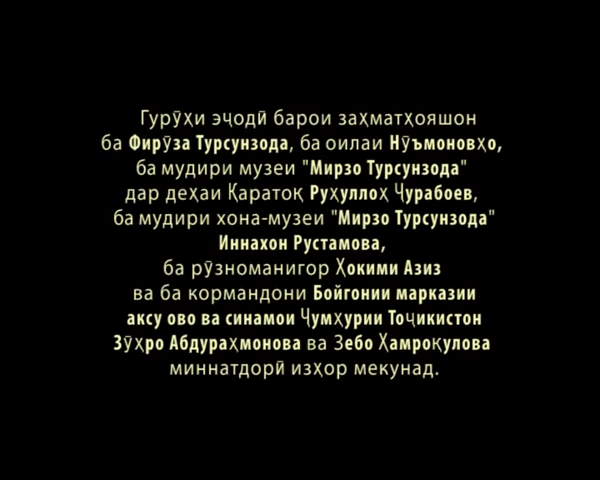 Гурӯҳи эҷодӣ барои заҳматҳояшон
ба Фирӯза Турсунзода, ба оилаи Нӯъмоновҳо,
ба мудири музеи "Мирзо Турсунзода"
дар деҳаи Қаратоқ Руҳуллоҳ Ҷурабоев,
ба мудири хона-музеи "Мирзо Турсунзода"
Иннахон Рустамова,
ба рӯзноманигор Ҳокими Азиз
ва ба кормандони Бойгонии марказии
аксу ово ва синамои Ҷумҳурии Тоҷикистон
Зӯҳро Абдураҳмонова ва Зебо Ҳамроқулова
миннатдорӣ изҳор мекунад.